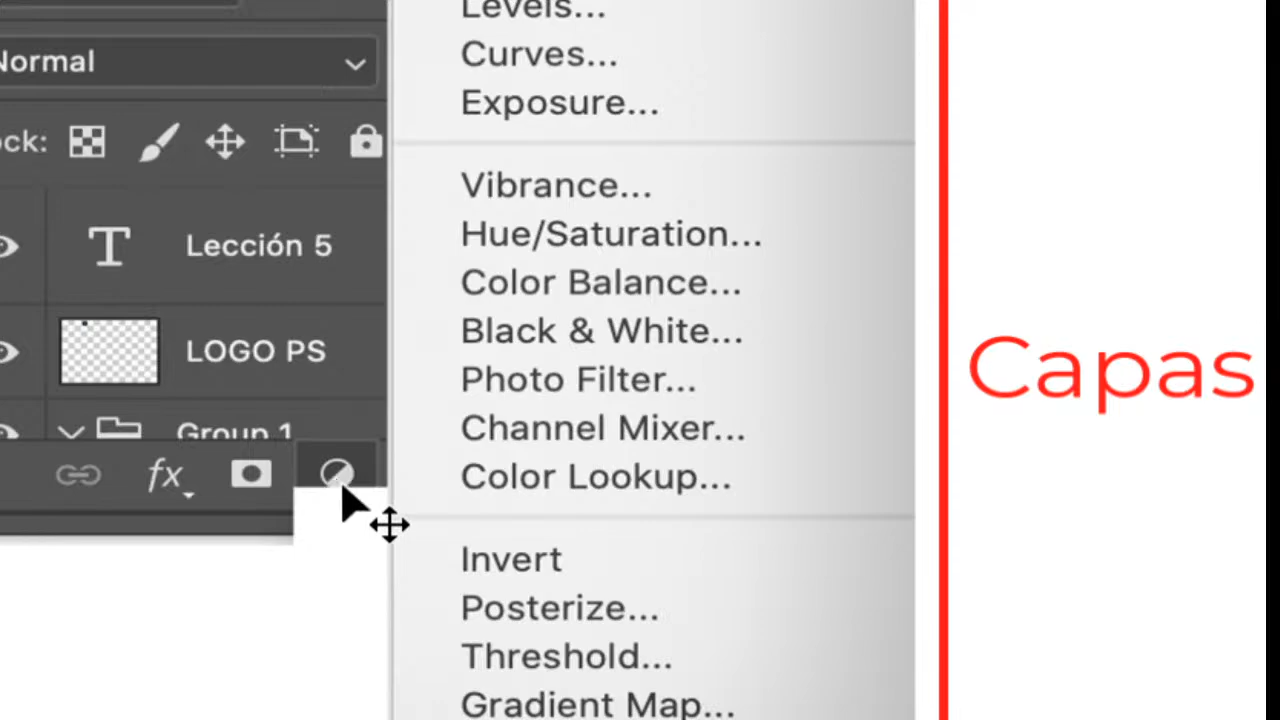 Normal
ock:
Lección 5
LOGO PS
Group 1
fx
Levels...
Curves...
Exposure...
Vibrance...
Hue/Saturation...
Color Balance...
Black & White...
Photo Filter...
Channel Mixer...
Color Lookup...
Invert
Posterize...
Threshold...
Gradient Map...
Capas